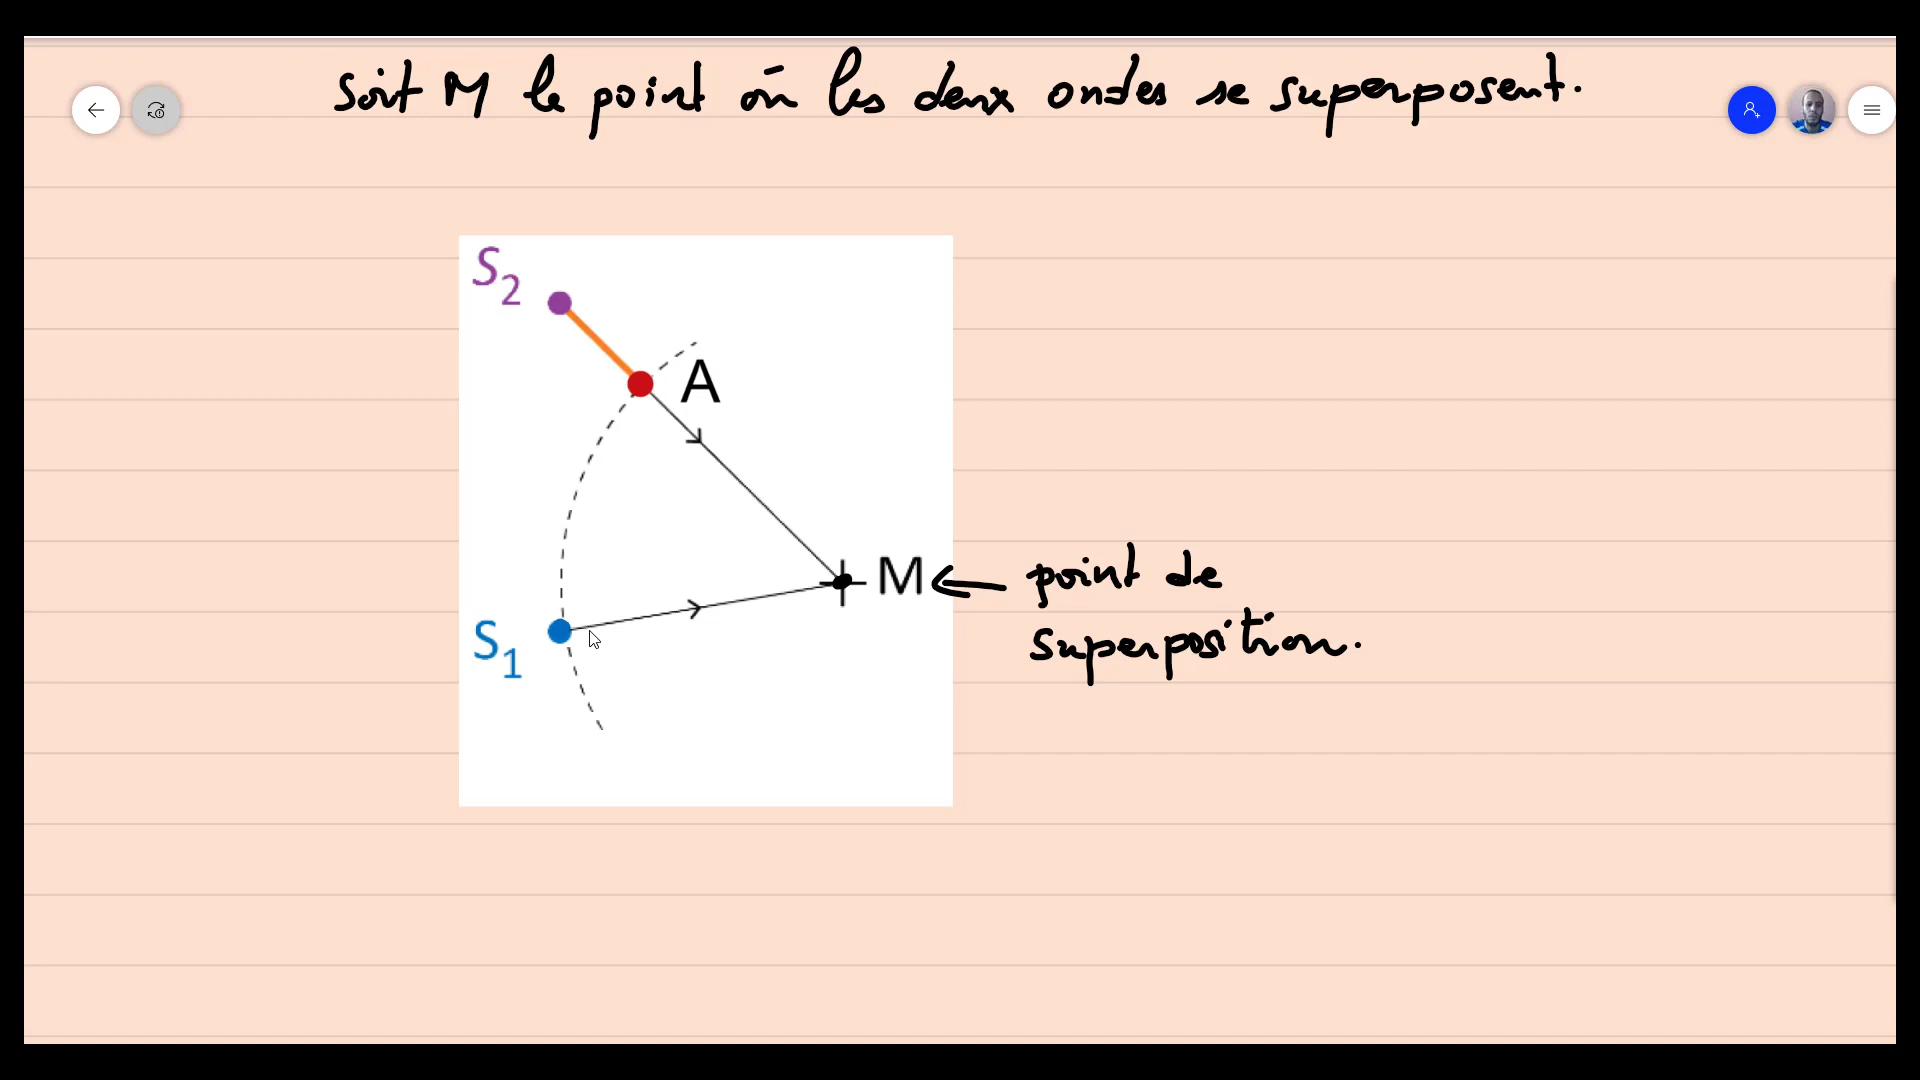 soit M le point où les deux ondes se superposent.
S2
A
M ← point de
superposition.
S1